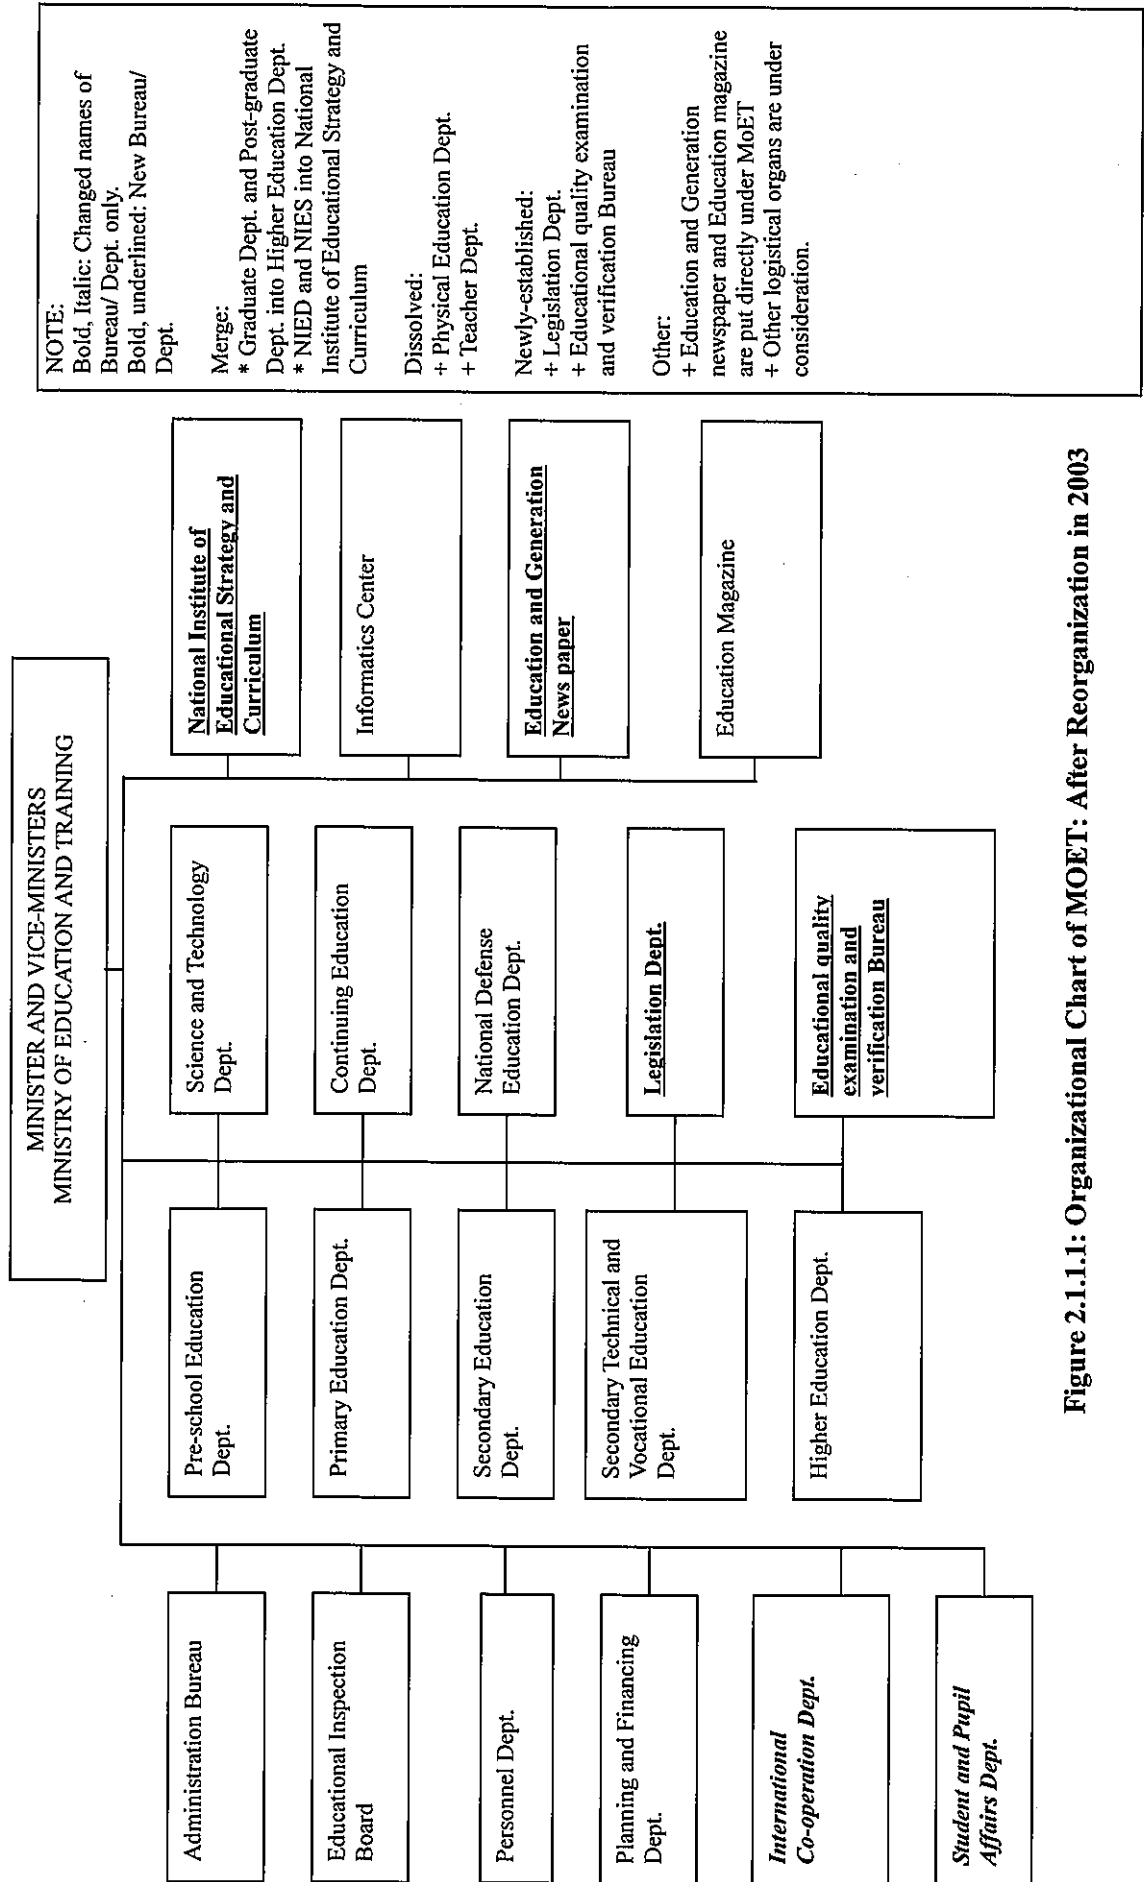 MINISTER AND VICE-MINISTERS
MINISTRY OF EDUCATION AND TRAINING
Administration Bureau
Educational Inspection
Board
Personnel Dept.
Planning and Financing
Dept.
International
Co-operation Dept.
Student and Pupil
Affairs Dept.
Pre-school Education
Dept.
Primary Education Dept.
Secondary Education
Dept.
Secondary Technical and
Vocational Education
Dept.
Higher Education Dept.
Science and Technology
Dept.
Continuing Education
Dept.
National Defense
Education Dept.
Legislation Dept.
Educational quality
examination and
verification Bureau
National Institute of
Educational Strategy and
Curriculum
Informatics Center
Education and Generation
News paper
Education Magazine
NOTE:
Bold, Italic: Changed names of
Bureau/ Dept. only.
Bold, underlined: New Bureau/
Dept.
Merge:
* Graduate Dept. and Post-graduate
Dept. into Higher Education Dept.
* NIED and NIES into National
Institute of Educational Strategy and
Curriculum
Dissolved:
+ Physical Education Dept.
+ Teacher Dept.
Newly-established:
+ Legislation Dept.
+ Educational quality examination
and verification Bureau
Other:
+ Education and Generation
newspaper and Education magazine
are put directly under MoET
+ Other logistical organs are under
consideration.
Figure 2.1.1.1: Organizational Chart of MOET: After Reorganization in 2003